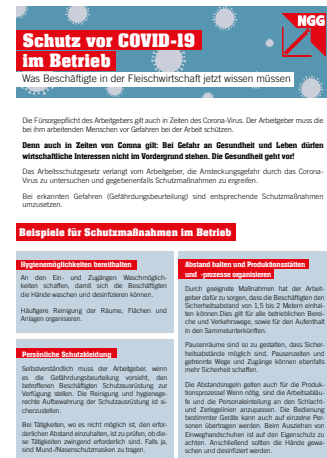 NGG
Schutz vor COVID-19
im Betrieb
Was Beschäftigte in der Fleischwirtschaft jetzt wissen müssen
Die Fürsorgepflicht des Arbeitgebers gilt auch in Zeiten des Corona-Virus. Der Arbeitgeber muss die
bei ihm arbeitenden Menschen vor Gefahren bei der Arbeit schützen.
Denn auch in Zeiten von Corona gilt: Bei Gefahr an Gesundheit und Leben dürfen
wirtschaftliche Interessen nicht im Vordergrund stehen. Die Gesundheit geht vor!
Das Arbeitsschutzgesetz verlangt vom Arbeitgeber, die Ansteckungsgefahr durch das Corona-
Virus zu untersuchen und gegebenenfalls Schutzmaßnahmen zu ergreifen.
Bei erkannten Gefahren (Gefährdungsbeurteilung) sind entsprechende Schutzmaßnahmen
umzusetzen.
Beispiele für Schutzmaßnahmen im Betrieb
Hygienemöglichkeiten bereithalten
An den Ein- und Zugängen Waschmöglich-
keiten schaffen, damit sich die Beschäftigten
die Hände waschen und desinfizieren können.
Häufigere Reinigung der Räume, Flächen und
Anlagen organisieren.
Persönliche Schutzkleidung
Selbstverständlich muss der Arbeitgeber, wenn
es die Gefährdungsbeurteilung vorsieht, den
betroffenen Beschäftigten Schutzausrüstung zur
Verfügung stellen. Die Reinigung und hygienege-
rechte Aufbewahrung der Schutzausrüstung ist si-
cherzustellen.
Bei Tätigkeiten, wo es nicht möglich ist, den erfor-
derlichen Abstand einzuhalten, ist zu prüfen, ob die-
se Tätigkeiten zwingend erforderlich sind. Falls ja,
sind Mund-/Nasenschutzmasken zu tragen.
Abstand halten und Produktionsstätten
und -prozesse organisieren
Durch geeignete Maßnahmen hat der Arbeit-
geber dafür zu sorgen, dass die Beschäftigten den
Sicherheitsabstand von 1,5 bis 2 Metern einhal-
ten können.Dies gilt für alle betrieblichen Berei-
che und Verkehrswege, sowie für den Aufenthalt
in den Sammelunterkünften.
Pausenräume sind so zu gestalten, dass Sicher-
heitsabstände möglich sind. Pausenzeiten und
getrennte Wege und Zugänge können ebenfalls
mehr Sicherheit schaffen.
Die Abstandsregeln gelten auch für die Produk-
tionsprozesse! Wenn nötig, sind die Arbeitsabläu-
fe und die Personaleinteilung an den Schlacht-
und Zerlegelinien anzupassen. Die Bedienung
bestimmter Geräte kann auch auf einzelne Per-
sonen übertragen werden. Beim Ausziehen von
Einweghandschuhen ist auf den Eigenschutz zu
achten. Anschließend sollten die Hände gewa-
schen und desinfiziert werden.